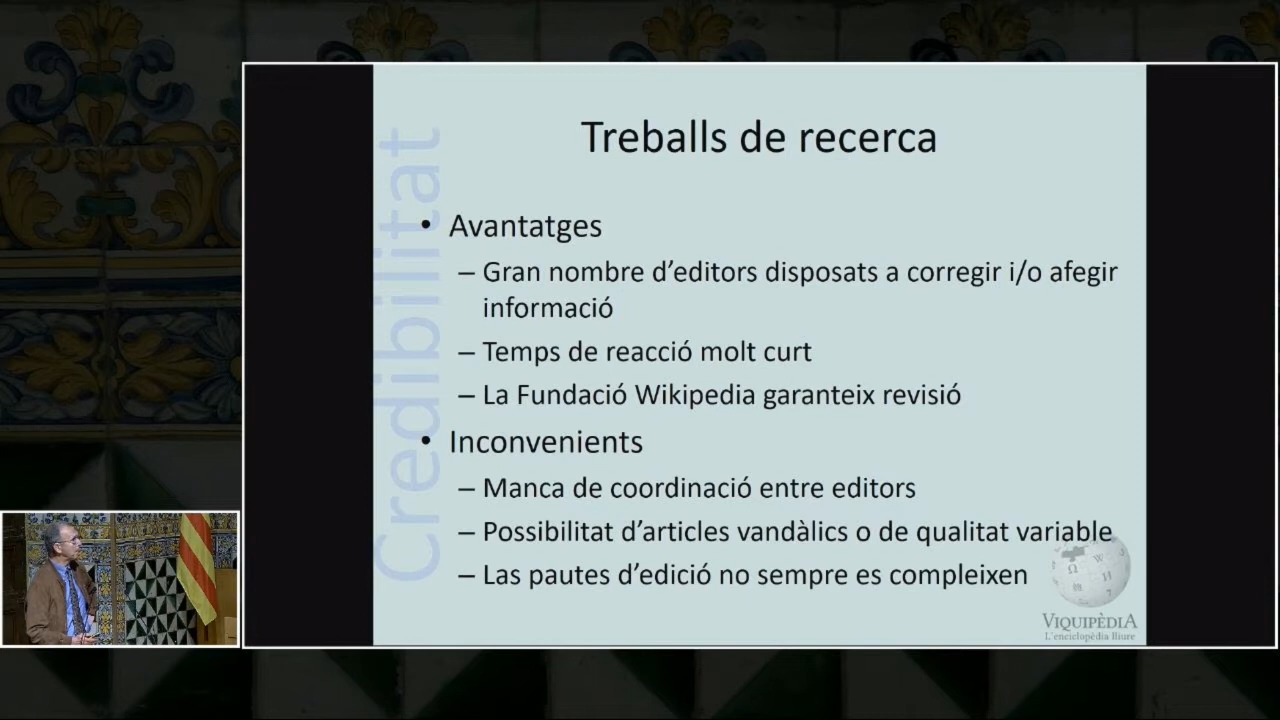 Treballs de recerca
Credibilitat
• Avantatges
– Gran nombre d’editors disposats a corregir i/o afegir
informació
– Temps de reacció molt curt
– La Fundació Wikipedia garanteix revisió
• Inconvenients
– Manca de coordinació entre editors
– Possibilitat d’articles vandàlics o de qualitat variable
– Las pautes d’edició no sempre es compleixen
VIQUIPÈDIA
L'enciclopèdia lliure